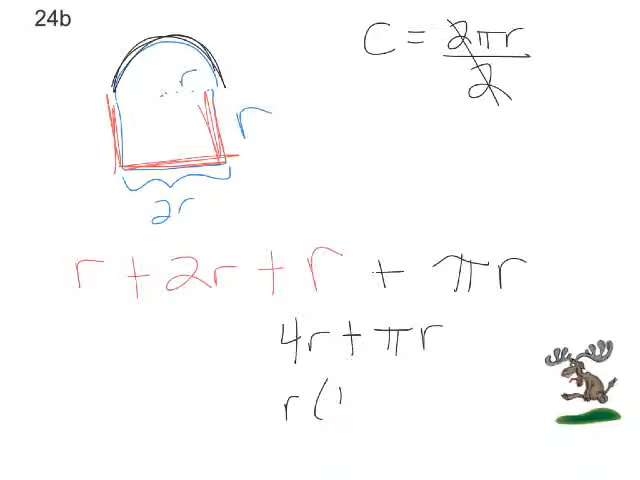 24b
C = 2πr
2
r
r
2r
r + 2r + r + πr
4r + πr
r (